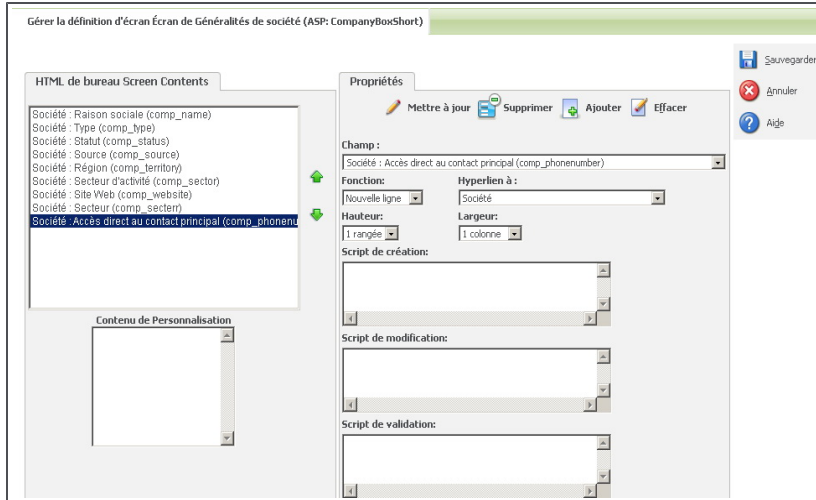 Gérer la définition d'écran Écran de Généralités de société (ASP: CompanyBoxShort)
Sauvegarder
Annuler
Aide
HTML de bureau Screen Contents
Société : Raison sociale (comp_name)
Société : Type (comp_type)
Société : Statut (comp_status)
Société : Source (comp_source)
Société : Région (comp_territory)
Société : Secteur d'activité (comp_sector)
Société : Site Web (comp_website)
Société : Secteur (comp_secterr)
Société : Accès direct au contact principal (comp_phonenu
Contenu de Personnalisation
Propriétés
Mettre à jour Supprimer Ajouter Effacer
Champ :
Société : Accès direct au contact principal (comp_phonenumber)
Fonction: Hyperlien à :
Nouvelle ligne Société
Hauteur: Largeur:
1 rangée 1 colonne
Script de création:
Script de modification:
Script de validation: